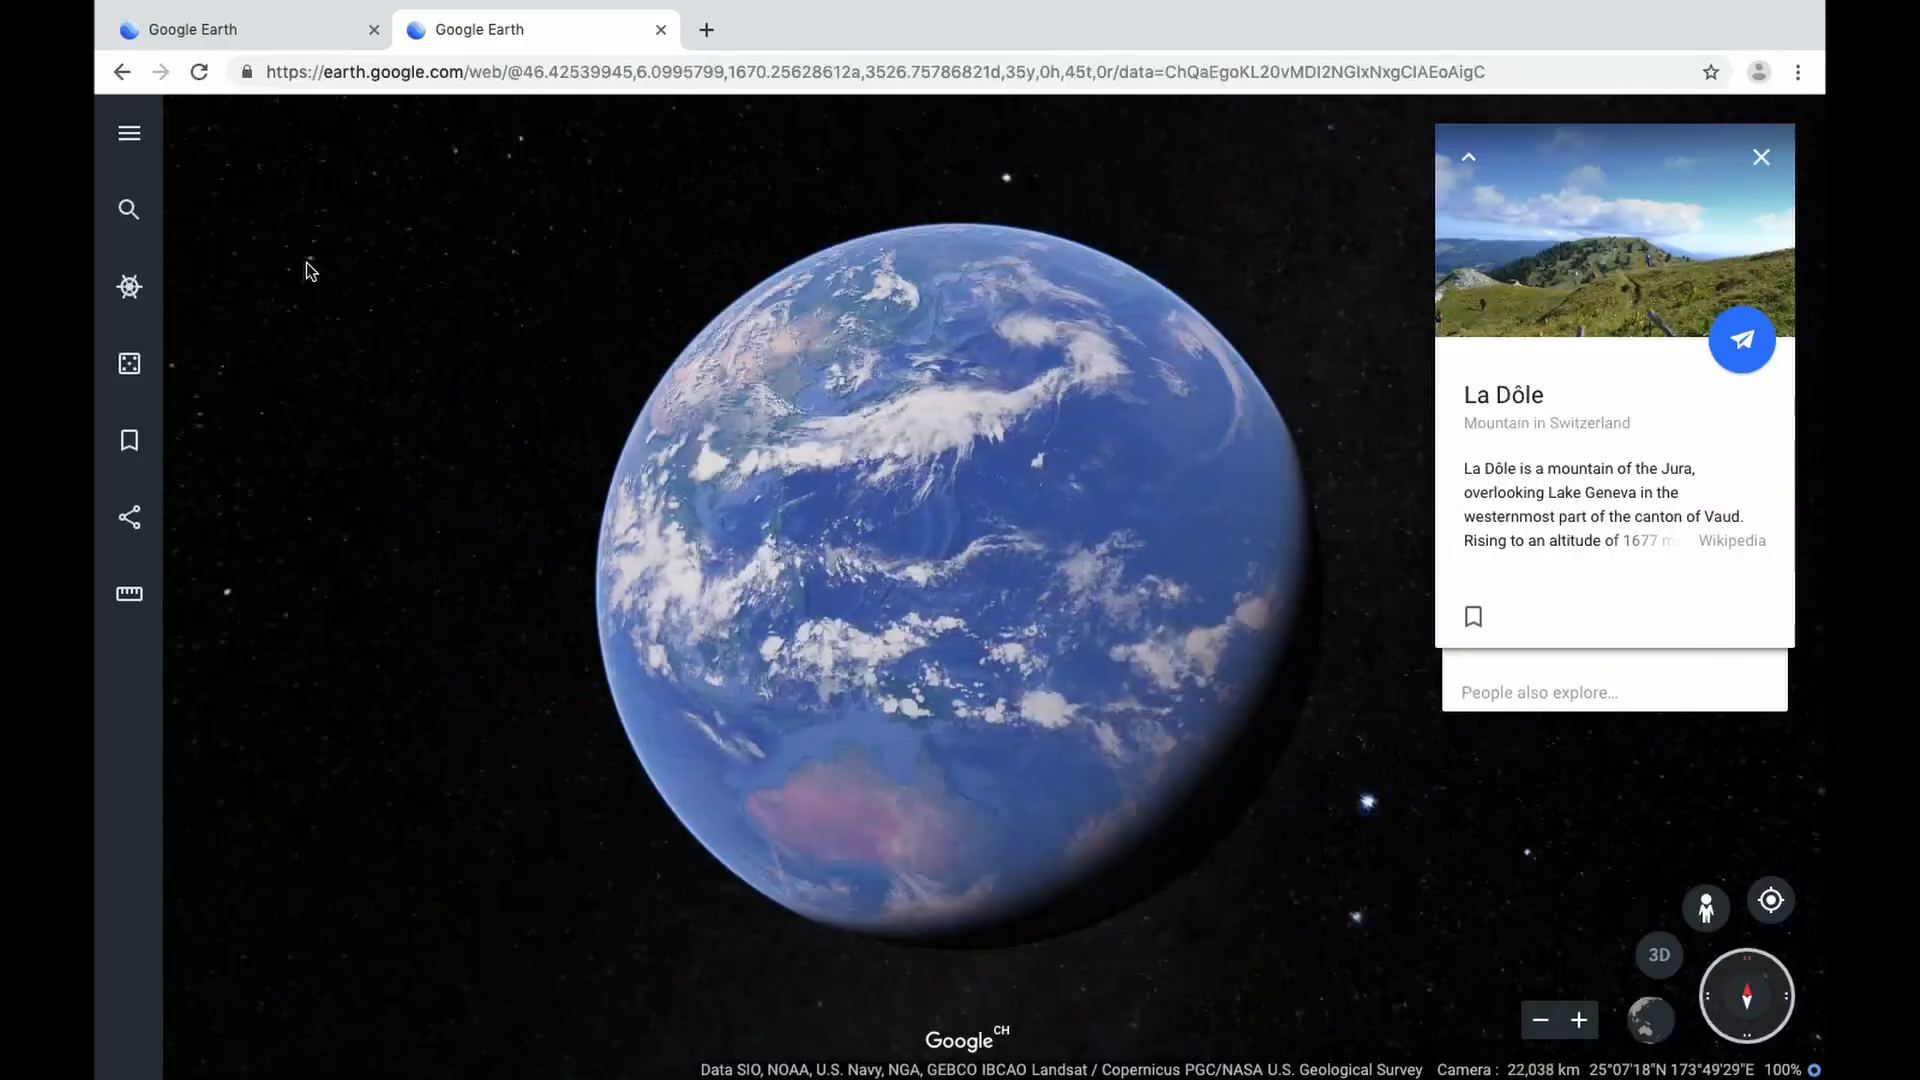 Google Earth
Google Earth
https://earth.google.com/web/@46.42539945,6.0995799,1670.25628612a,3526.75786821d,35y,0h,45t,0r/data=ChQaEgoKL20vMDI2NGIxNxgCIAEoAigC
La Dôle
Mountain in Switzerland
La Dôle is a mountain of the Jura,
overlooking Lake Geneva in the
westernmost part of the canton of Vaud.
Rising to an altitude of 1677 m Wikipedia
People also explore...
3D
Google CH
Data SIO, NOAA, U.S. Navy, NGA, GEBCO IBCAO Landsat / Copernicus PGC/NASA U.S. Geological Survey Camera : 22,038 km 25°07'18"N 173°49'29"E 100%